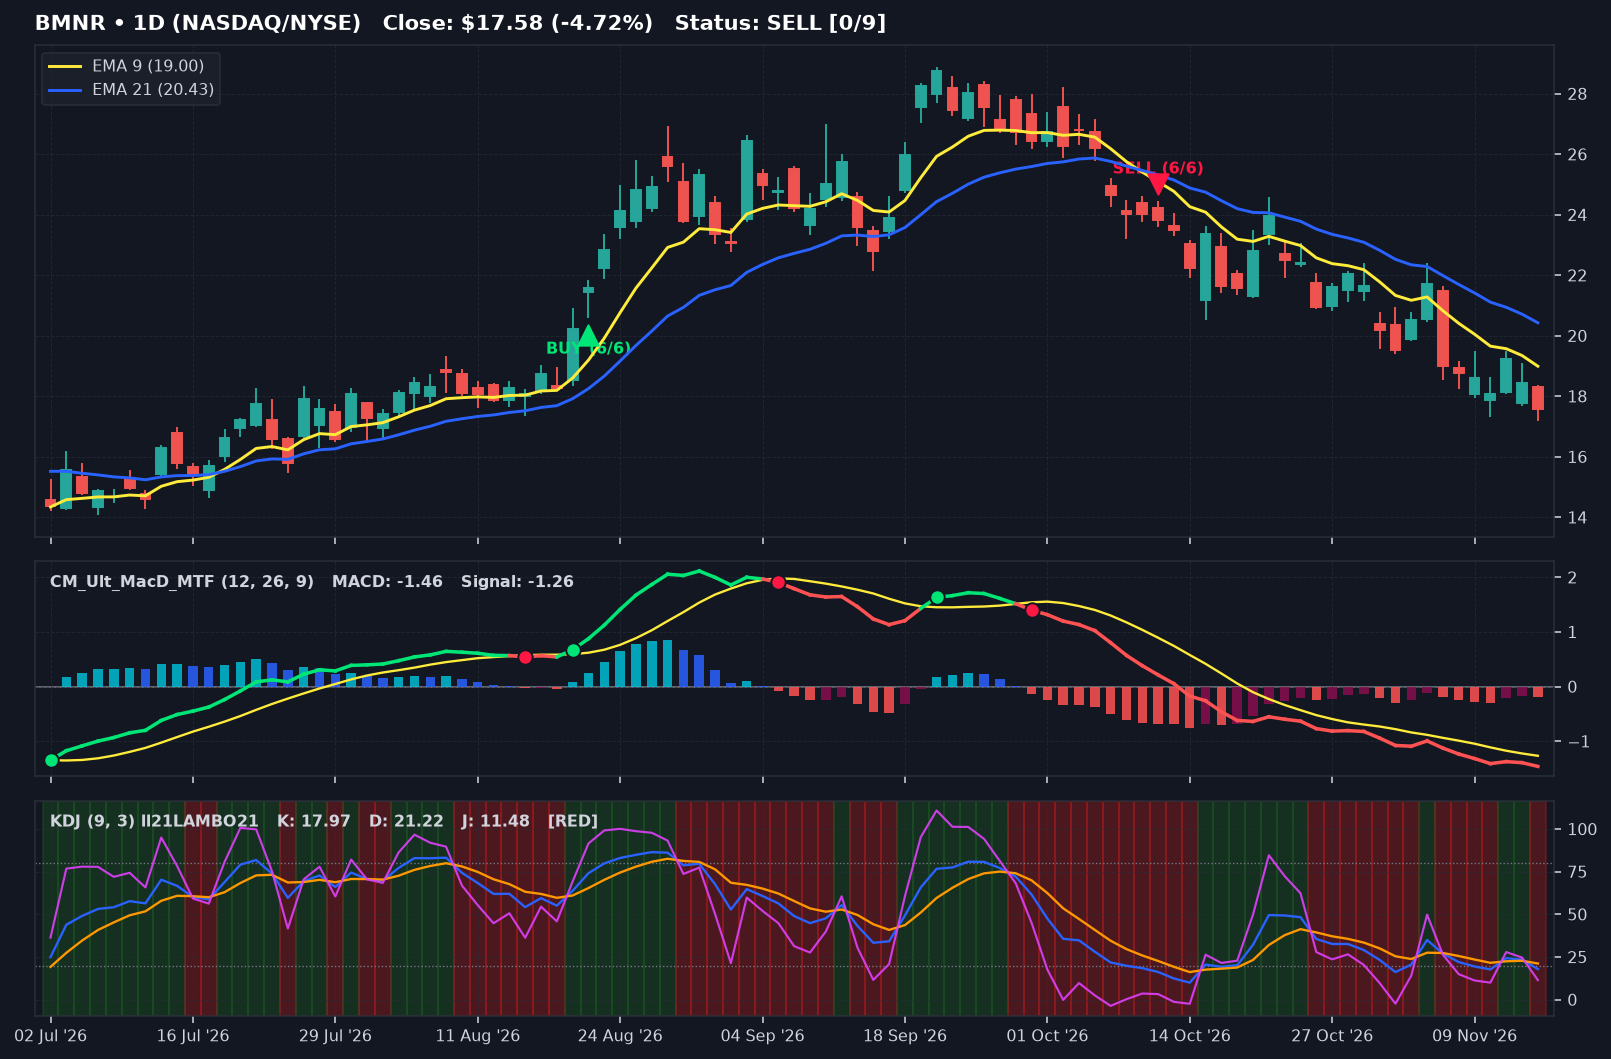 BMNR • 1D (NASDAQ/NYSE)   Close: $17.58 (-4.72%)   Status: SELL [0/9]
EMA 9 (19.00)
EMA 21 (20.43)
28
26
SELL (6/6)
24
22
20
BUY (6/6)
18
16
14
CM_Ult_MacD_MTF (12, 26, 9)   MACD: -1.46   Signal: -1.26
2
1
0
−1
KDJ (9, 3) II21LAMBO21   K: 17.97   D: 21.22   J: 11.48   [RED]
100
75
50
25
0
02 Jul '26   16 Jul '26   29 Jul '26   11 Aug '26   24 Aug '26   04 Sep '26   18 Sep '26   01 Oct '26   14 Oct '26   27 Oct '26   09 Nov '26